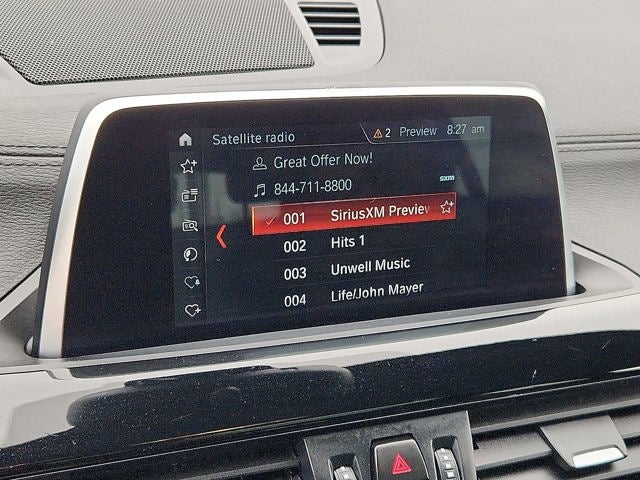 Satellite radio 2 Preview 8:27 am
Great Offer Now!
844-711-8800 sxm
001 SiriusXM Preview
002 Hits 1
003 Unwell Music
004 Life/John Mayer